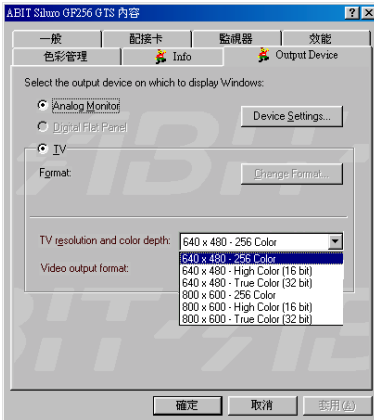 ABIT Siluro GF256 GTS 內容
一般 配接卡 監視器 效能
色彩管理 Info Output Device
Select the output device on which to display Windows:
Analog Monitor
Device Settings...
Digital Flat Panel
TV
Format:
Change Format...
TV resolution and color depth: 640 x 480 - 256 Color
Video output format:
640 x 480 - 256 Color
640 x 480 - High Color (16 bit)
640 x 480 - True Color (32 bit)
800 x 600 - 256 Color
800 x 600 - High Color (16 bit)
800 x 600 - True Color (32 bit)
確定 取消 套用(A)